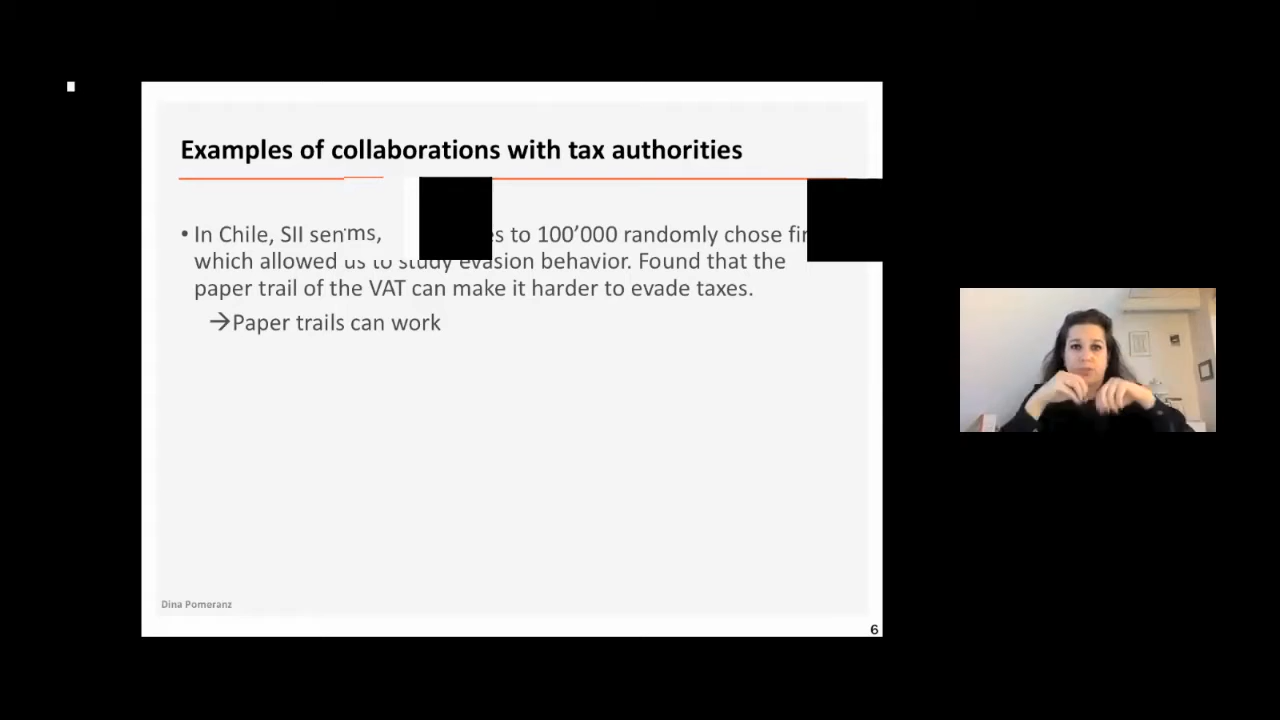 Examples of collaborations with tax authorities
• In Chile, SII sen ms, es to 100’000 randomly chose fir
which allowed us to study evasion behavior. Found that the
paper trail of the VAT can make it harder to evade taxes.
→Paper trails can work
Dina Pomeranz
6